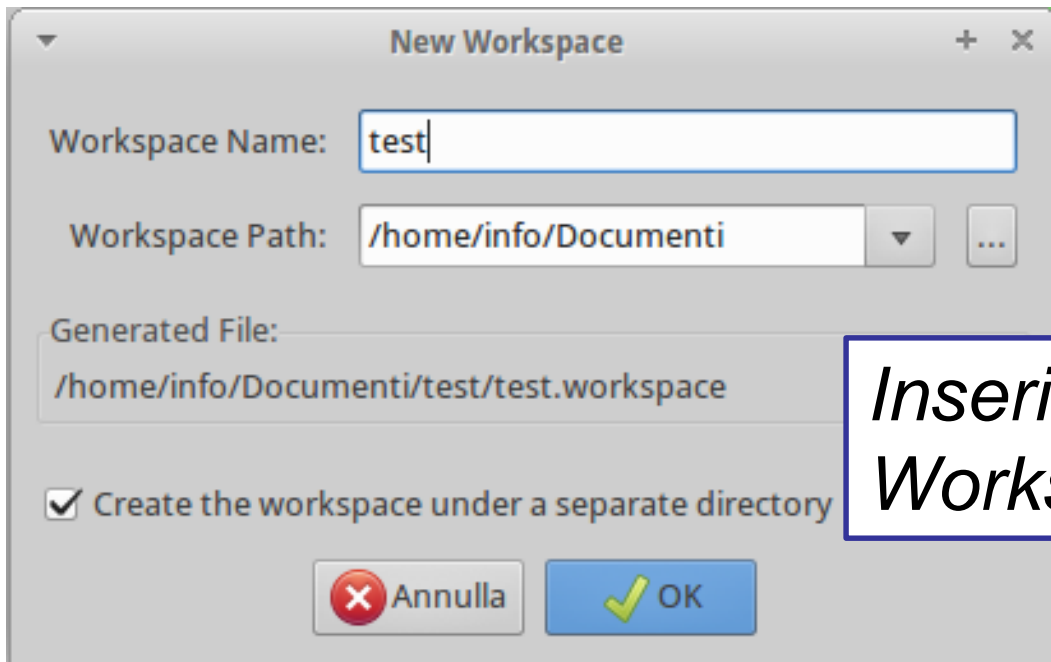 New Workspace
Workspace Name: test
Workspace Path: /home/info/Documenti ...
Generated File:
/home/info/Documenti/test/test.workspace
Create the workspace under a separate directory
Annulla OK